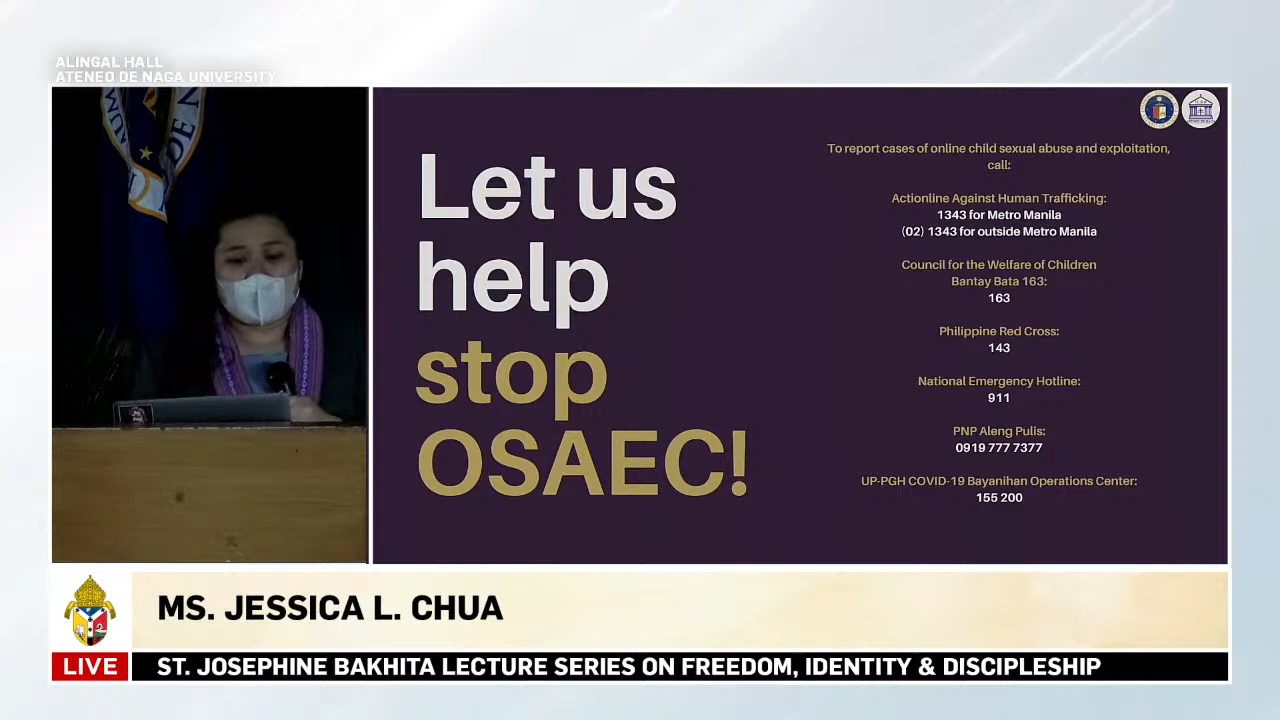 ALINGAL HALL
ATENEO DE NAGA UNIVERSITY
Let us
help
stop
OSAEC!
To report cases of online child sexual abuse and exploitation,
call:
Actionline Against Human Trafficking:
1343 for Metro Manila
(02) 1343 for outside Metro Manila
Council for the Welfare of Children
Bantay Bata 163:
163
Philippine Red Cross:
143
National Emergency Hotline:
911
PNP Aleng Pulis:
0919 777 7377
UP-PGH COVID-19 Bayanihan Operations Center:
155 200
MS. JESSICA L. CHUA
LIVE
ST. JOSEPHINE BAKHITA LECTURE SERIES ON FREEDOM, IDENTITY & DISCIPLESHIP